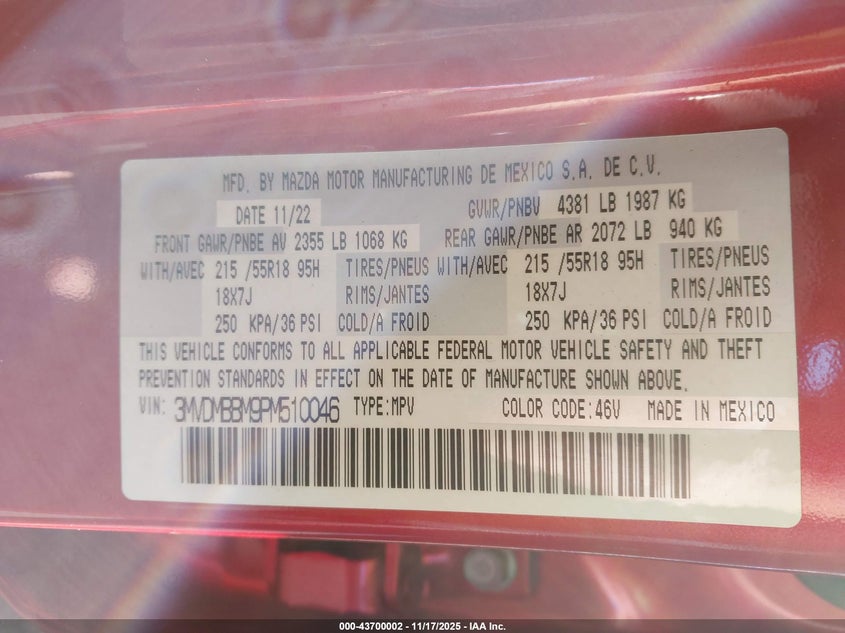 MFD. BY MAZDA MOTOR MANUFACTURING DE MEXICO S.A. DE C.V.
DATE 11/22 GVWR/PNBV 4381 LB 1987 KG
FRONT GAWR/PNBE AV 2355 LB 1068 KG REAR GAWR/PNBE AR 2072 LB 940 KG
WITH/AVEC 215 /55R18 95H TIRES/PNEUS WITH/AVEC 215 /55R18 95H TIRES/PNEUS
18X7J RIMS/JANTES 18X7J RIMS/JANTES
250 KPA/36 PSI COLD/A FROID 250 KPA/36 PSI COLD/A FROID
THIS VEHICLE CONFORMS TO ALL APPLICABLE FEDERAL MOTOR VEHICLE SAFETY AND THEFT
PREVENTION STANDARDS IN EFFECT ON THE DATE OF MANUFACTURE SHOWN ABOVE.
VIN: 3MVDMBBM9PM510046 TYPE:MPV COLOR CODE:46V MADE IN MEXICO
000-43700002 - 11/17/2025 - IAA Inc.